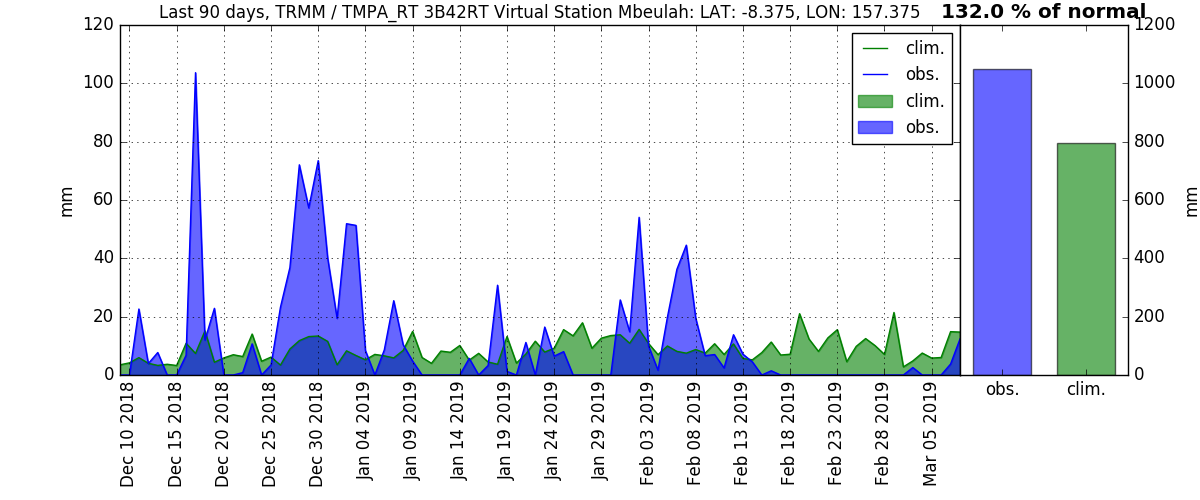 Last 90 days, TRMM / TMPA_RT 3B42RT Virtual Station Mbeulah: LAT: -8.375, LON: 157.375 132.0 % of normal
120 1200
100 1000
80 800
60 600
40 400
20 200
0 0
mm
mm
clim.
obs.
clim.
obs.
Dec 10 2018
Dec 15 2018
Dec 20 2018
Dec 25 2018
Dec 30 2018
Jan 04 2019
Jan 09 2019
Jan 14 2019
Jan 19 2019
Jan 24 2019
Jan 29 2019
Feb 03 2019
Feb 08 2019
Feb 13 2019
Feb 18 2019
Feb 23 2019
Feb 28 2019
Mar 05 2019
obs. clim.